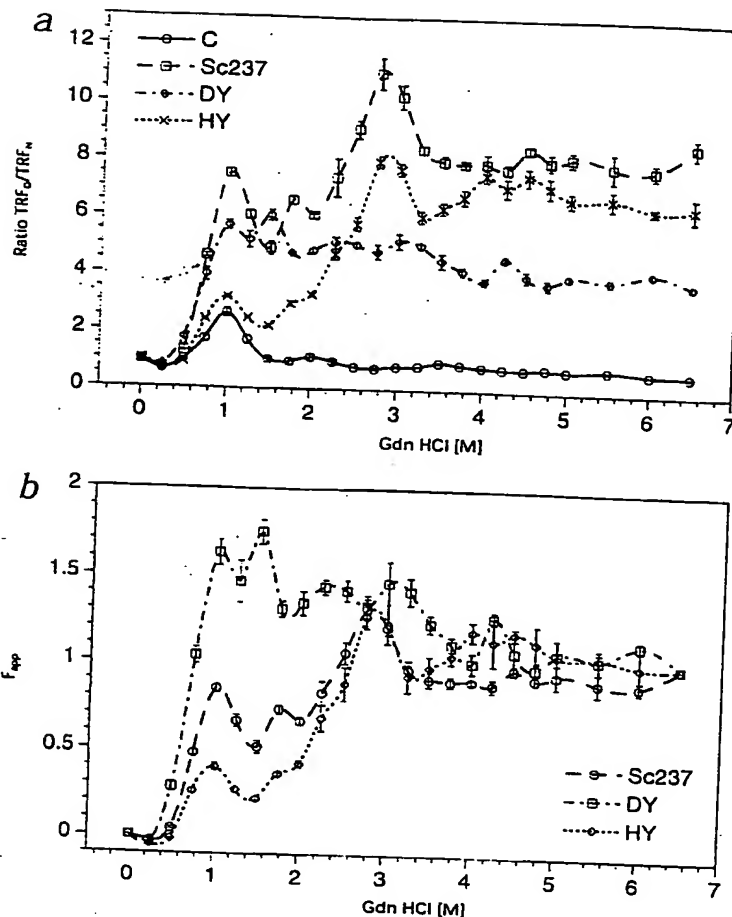 a
C
Sc237
DY
HY
12
10
8
6
4
2
0
Ratio TRF_D/TRF_N
0 1 2 3 4 5 6 7
Gdn HCl [M]
b
2
1.5
1
0.5
0
F_app
Sc237
DY
HY
0 1 2 3 4 5 6 7
Gdn HCl [M]